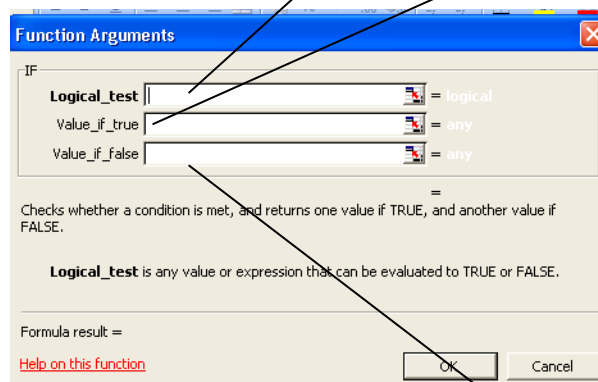 Function Arguments
IF
Logical_test = logical
Value_if_true = any
Value_if_false = any
=
Checks whether a condition is met, and returns one value if TRUE, and another value if
FALSE.
Logical_test is any value or expression that can be evaluated to TRUE or FALSE.
Formula result =
Help on this function OK Cancel